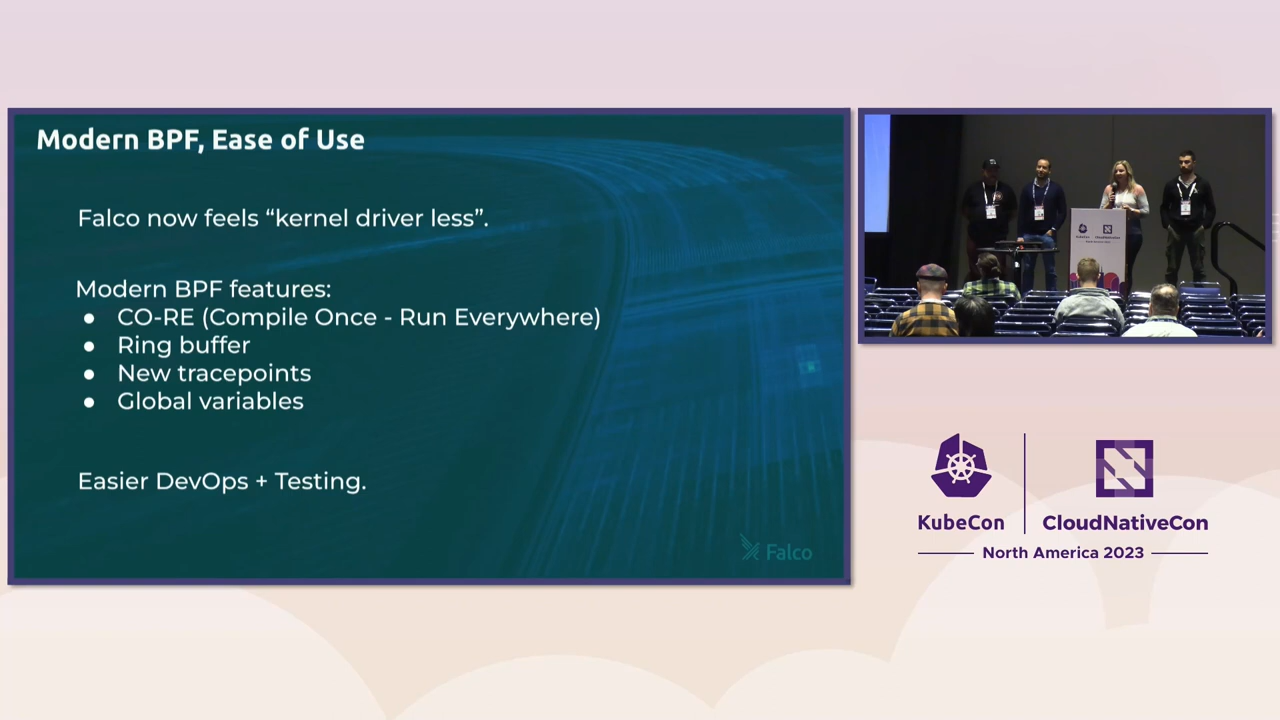 Modern BPF, Ease of Use
Falco now feels “kernel driver less”.
Modern BPF features:
● CO-RE (Compile Once - Run Everywhere)
● Ring buffer
● New tracepoints
● Global variables
Easier DevOps + Testing.
Falco
KubeCon
CloudNativeCon
North America 2023